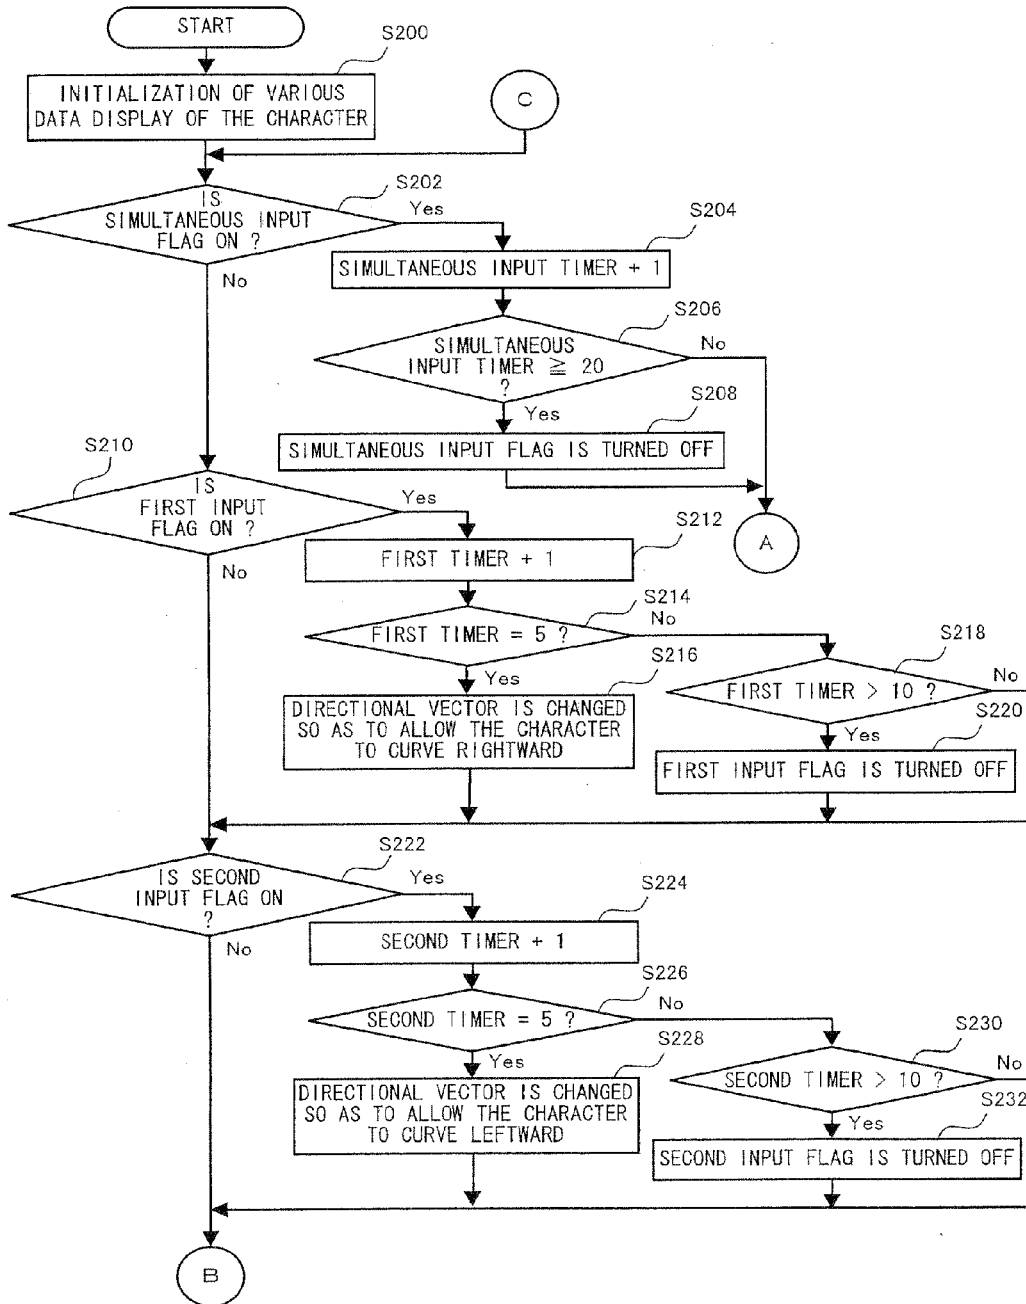 START
S200
INITIALIZATION OF VARIOUS
DATA DISPLAY OF THE CHARACTER
C
S202
IS
SIMULTANEOUS INPUT
FLAG ON ?
Yes
No
S204
SIMULTANEOUS INPUT TIMER + 1
S206
SIMULTANEOUS
INPUT TIMER ≧ 20
?
No
Yes
S208
SIMULTANEOUS INPUT FLAG IS TURNED OFF
A
S210
IS
FIRST INPUT
FLAG ON ?
Yes
No
S212
FIRST TIMER + 1
S214
FIRST TIMER = 5 ?
No
Yes
S216
DIRECTIONAL VECTOR IS CHANGED
SO AS TO ALLOW THE CHARACTER
TO CURVE RIGHTWARD
S218
FIRST TIMER > 10 ?
No
Yes
S220
FIRST INPUT FLAG IS TURNED OFF
S222
IS SECOND
INPUT FLAG ON
?
Yes
No
S224
SECOND TIMER + 1
S226
SECOND TIMER = 5 ?
No
Yes
S228
DIRECTIONAL VECTOR IS CHANGED
SO AS TO ALLOW THE CHARACTER
TO CURVE LEFTWARD
S230
SECOND TIMER > 10 ?
No
Yes
S232
SECOND INPUT FLAG IS TURNED OFF
B